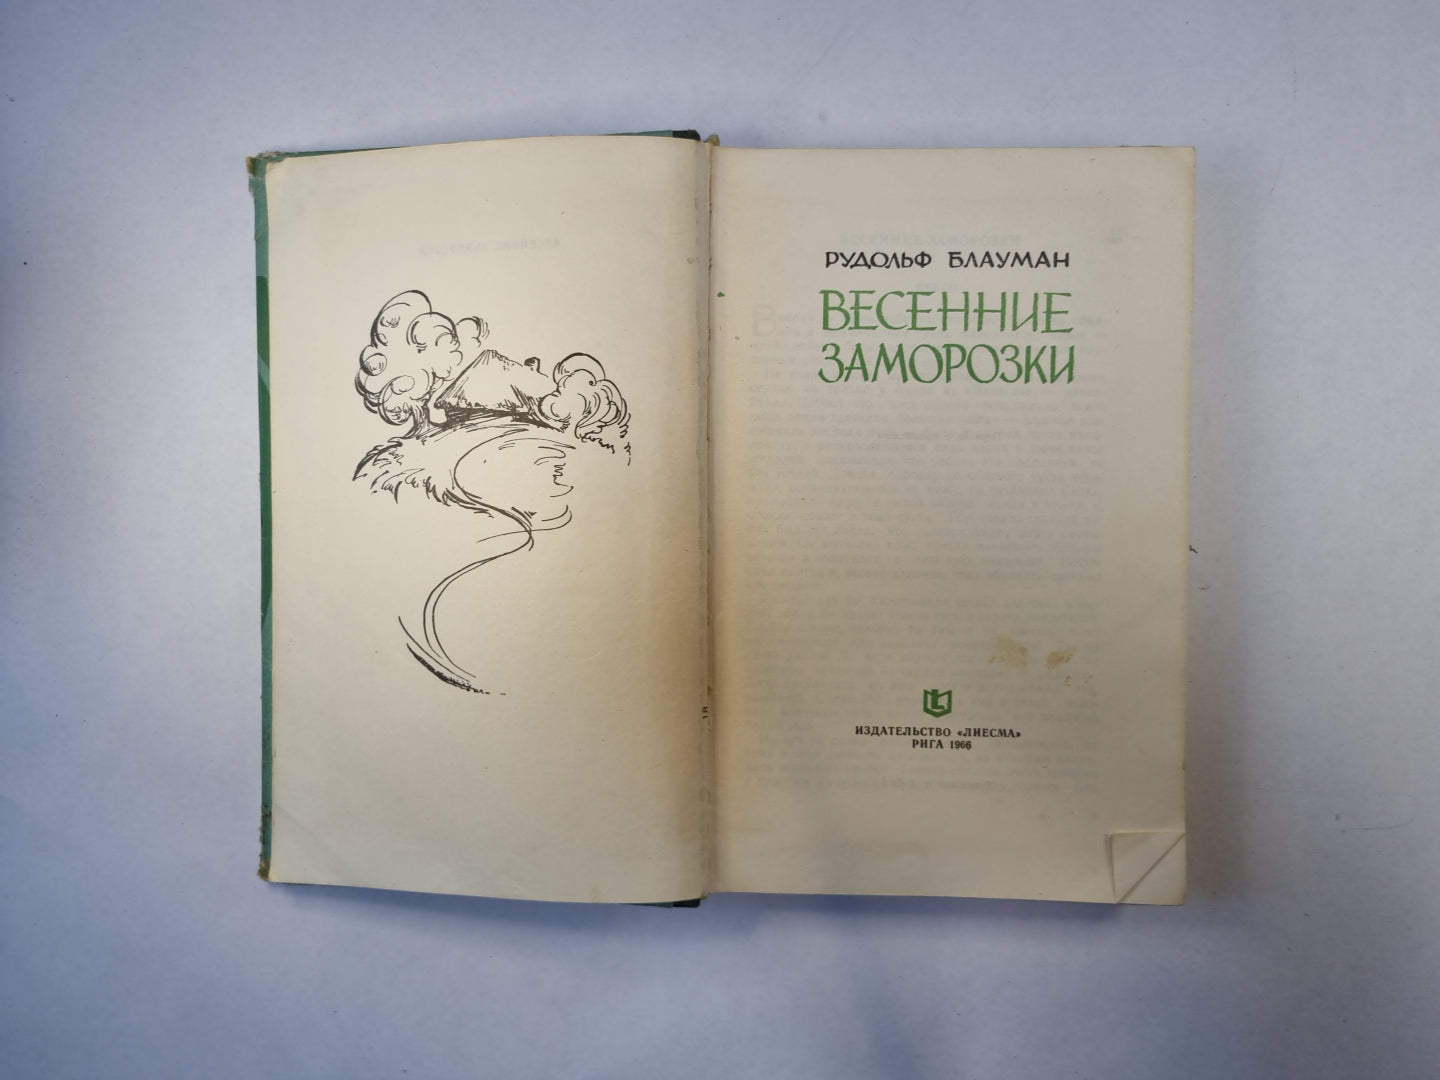 РУДОЛЬФ БЛАУМАН
ВЕСЕННИЕ
ЗАМОРОЗКИ
ИЗДАТЕЛЬСТВО «ЛИЕСМА»
РИГА 1966